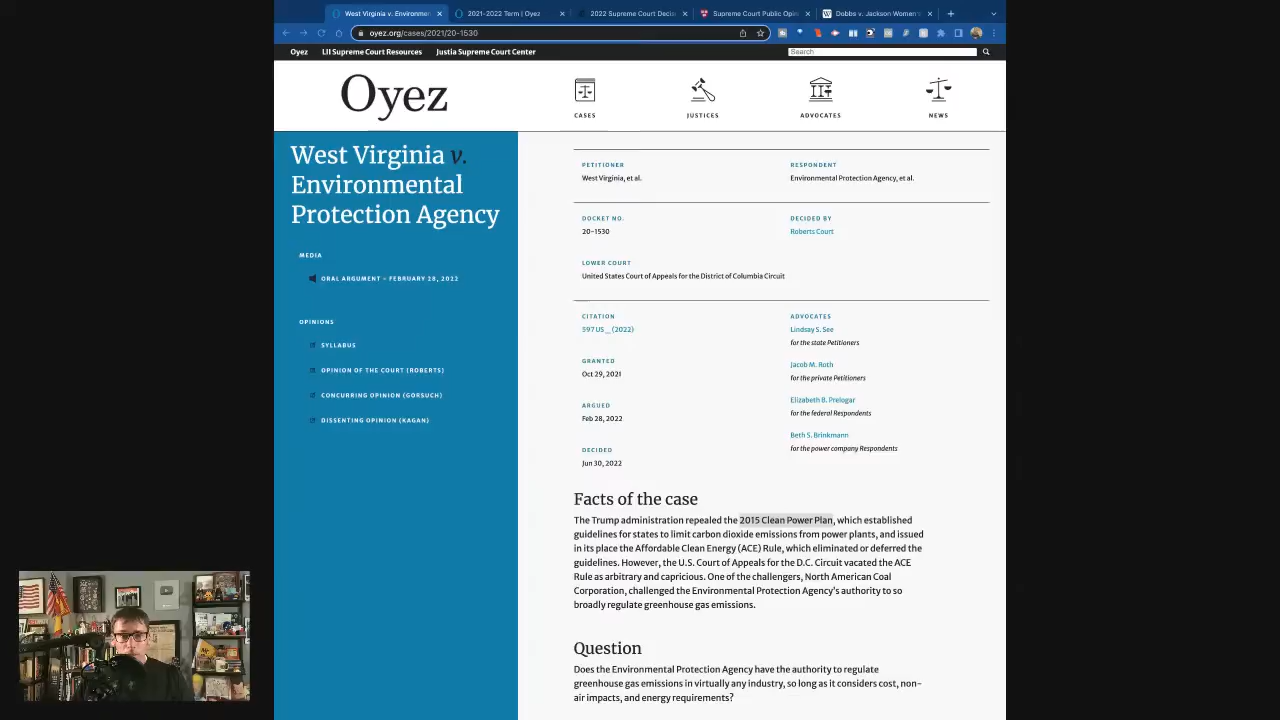 West Virginia v. Environmen
2021-2022 Term | Oyez
2022 Supreme Court Decisi
Supreme Court Public Opin
Dobbs v. Jackson Women's
oyez.org/cases/2021/20-1530
Oyez
LII Supreme Court Resources
Justia Supreme Court Center
Search
Oyez
CASES
JUSTICES
ADVOCATES
NEWS
West Virginia v.
Environmental
Protection Agency
MEDIA
ORAL ARGUMENT - FEBRUARY 28, 2022
OPINIONS
SYLLABUS
OPINION OF THE COURT (ROBERTS)
CONCURRING OPINION (GORSUCH)
DISSENTING OPINION (KAGAN)
PETITIONER
West Virginia, et al.
RESPONDENT
Environmental Protection Agency, et al.
DOCKET NO.
20-1530
DECIDED BY
Roberts Court
LOWER COURT
United States Court of Appeals for the District of Columbia Circuit
CITATION
597 US _ (2022)
GRANTED
Oct 29, 2021
ARGUED
Feb 28, 2022
DECIDED
Jun 30, 2022
ADVOCATES
Lindsay S. See
for the state Petitioners
Jacob M. Roth
for the private Petitioners
Elizabeth B. Prelogar
for the federal Respondents
Beth S. Brinkmann
for the power company Respondents
Facts of the case
The Trump administration repealed the 2015 Clean Power Plan, which established
guidelines for states to limit carbon dioxide emissions from power plants, and issued
in its place the Affordable Clean Energy (ACE) Rule, which eliminated or deferred the
guidelines. However, the U.S. Court of Appeals for the D.C. Circuit vacated the ACE
Rule as arbitrary and capricious. One of the challengers, North American Coal
Corporation, challenged the Environmental Protection Agency's authority to so
broadly regulate greenhouse gas emissions.
Question
Does the Environmental Protection Agency have the authority to regulate
greenhouse gas emissions in virtually any industry, so long as it considers cost, non-
air impacts, and energy requirements?